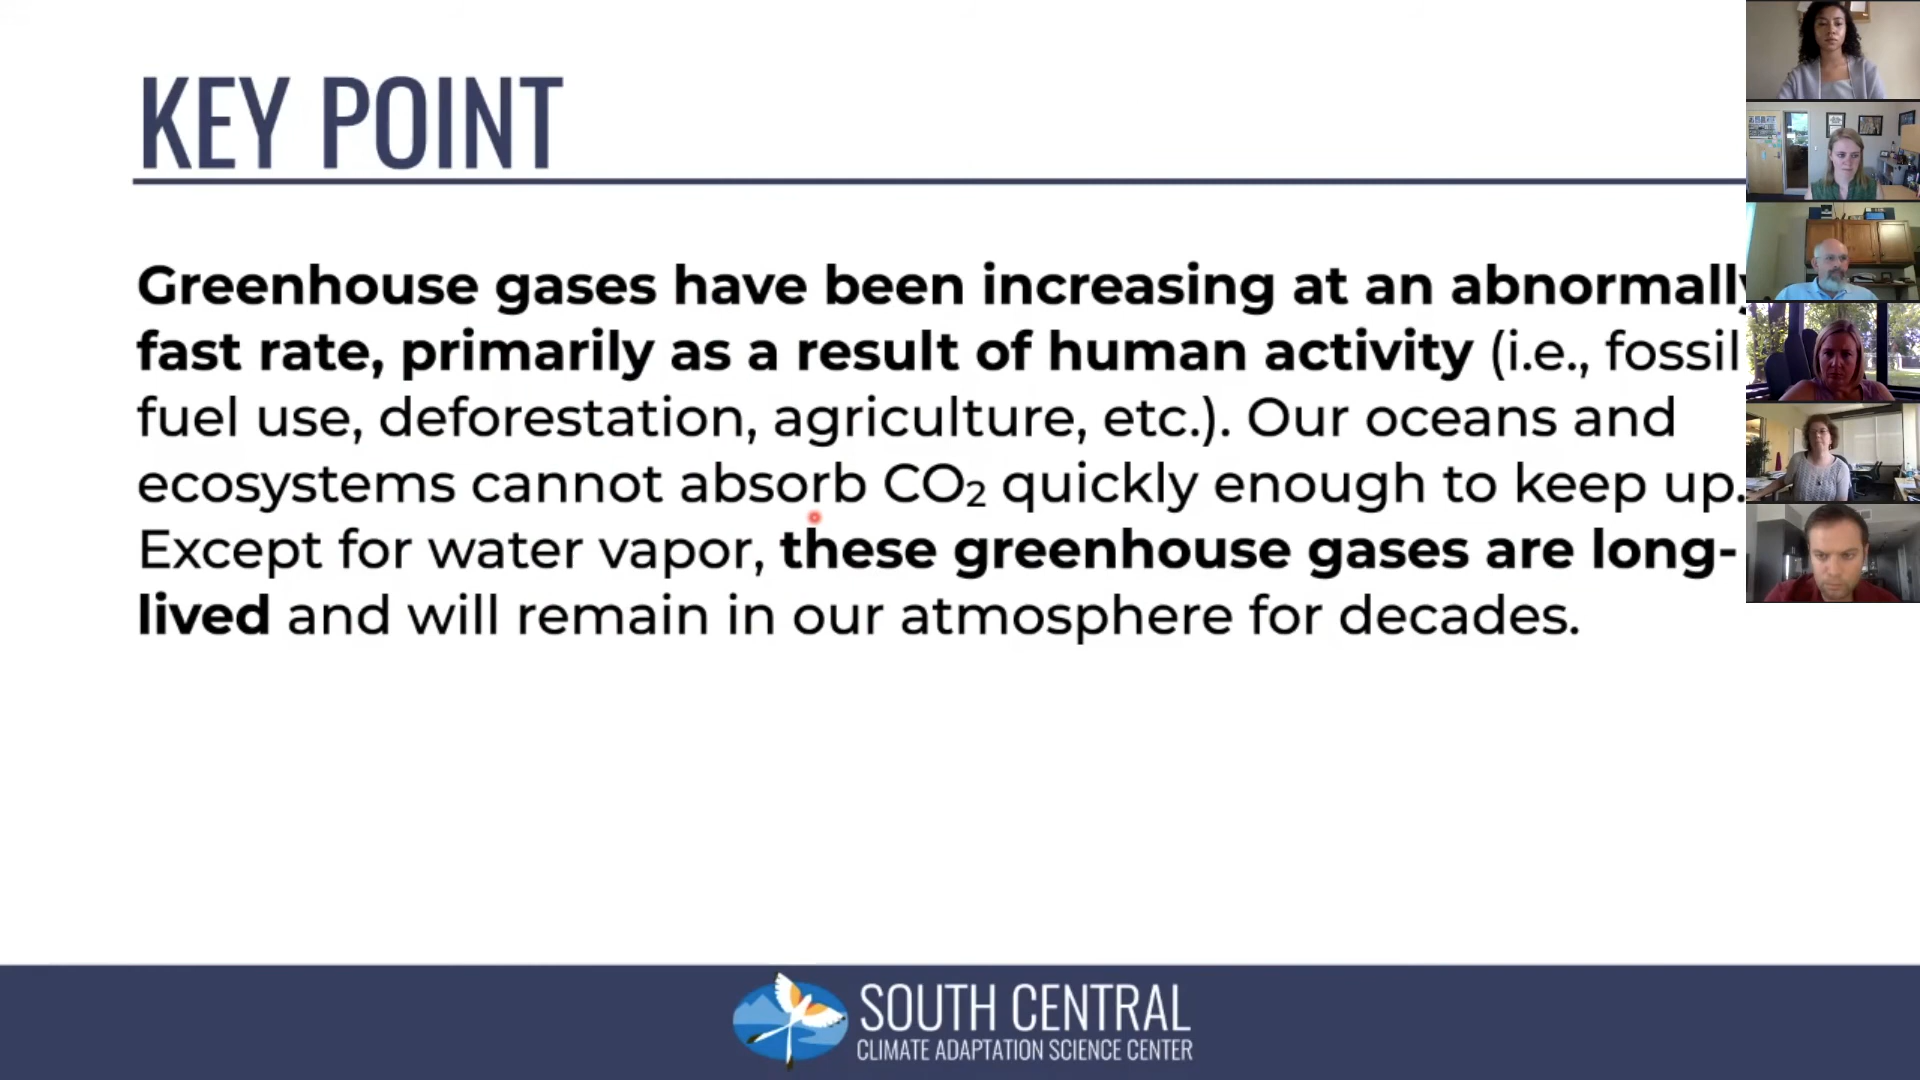 KEY POINT
Greenhouse gases have been increasing at an abnormally
fast rate, primarily as a result of human activity (i.e., fossil
fuel use, deforestation, agriculture, etc.). Our oceans and
ecosystems cannot absorb CO₂ quickly enough to keep up.
Except for water vapor, these greenhouse gases are long-
lived and will remain in our atmosphere for decades.
SOUTH CENTRAL
CLIMATE ADAPTATION SCIENCE CENTER